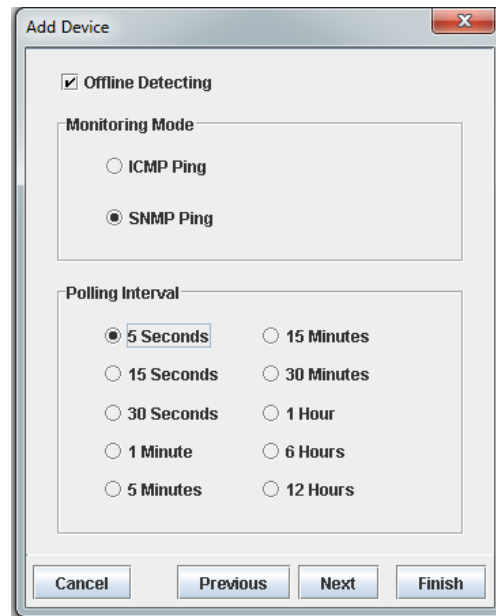 Add Device
Offline Detecting
Monitoring Mode
ICMP Ping
SNMP Ping
Polling Interval
5 Seconds 15 Minutes
15 Seconds 30 Minutes
30 Seconds 1 Hour
1 Minute 6 Hours
5 Minutes 12 Hours
Cancel Previous Next Finish